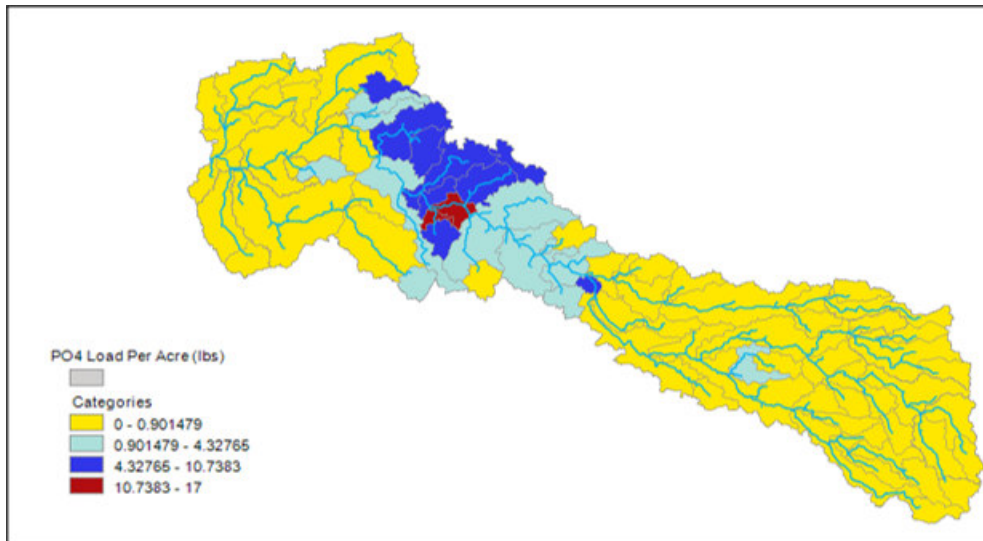 PO4 Load Per Acre (lbs)
Categories
0 - 0.901479
0.901479 - 4.32765
4.32765 - 10.7383
10.7383 - 17